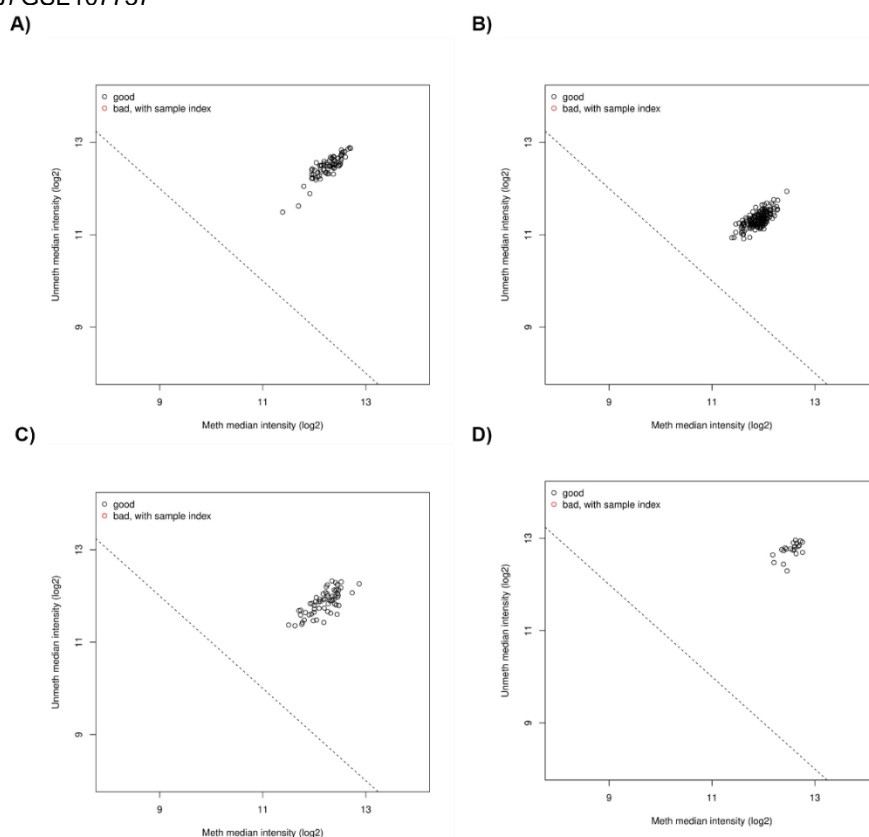 A)
B)
good
bad, with sample index
13
11
9
Unmeth median intensity (log2)
9 11 13
Meth median intensity (log2)
good
bad, with sample index
13
11
9
Unmeth median intensity (log2)
9 11 13
Meth median intensity (log2)
C)
D)
good
bad, with sample index
13
11
9
Unmeth median intensity (log2)
9 11 13
Meth median intensity (log2)
good
bad, with sample index
13
11
9
Unmeth median intensity (log2)
9 11 13
Meth median intensity (log2)